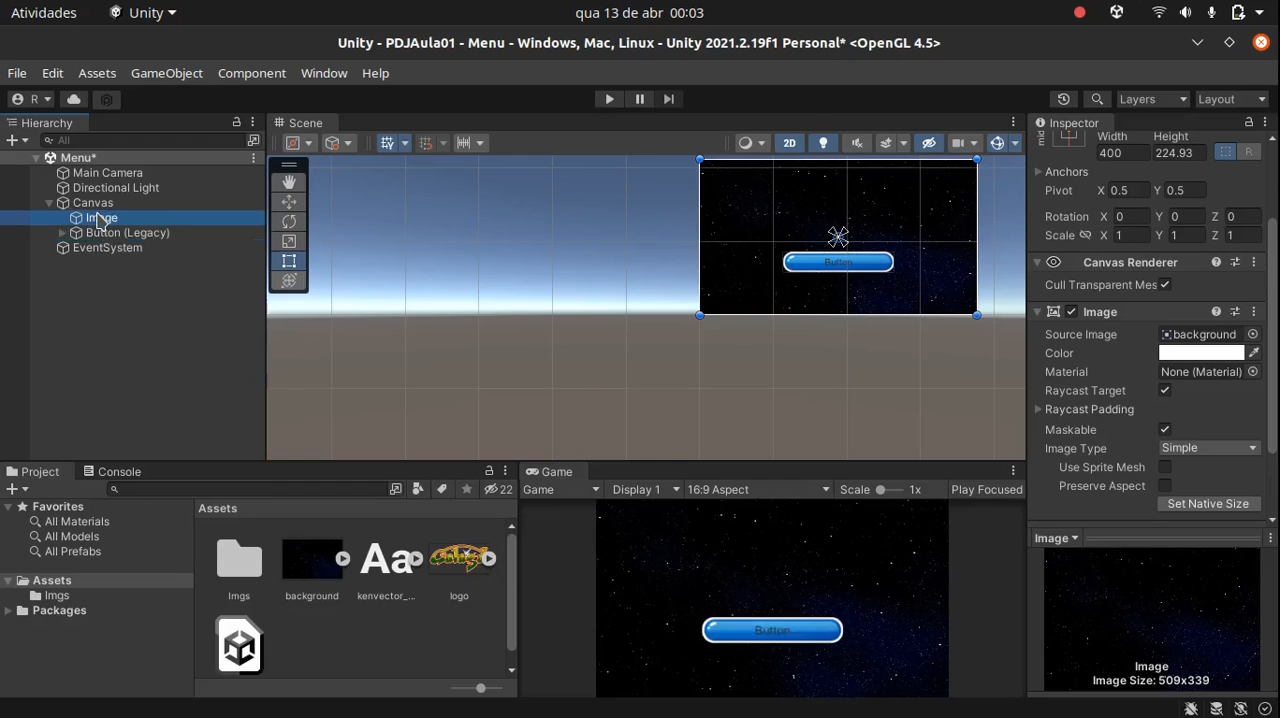 Atividades Unity qua 13 de abr 00:03
Unity - PDJAula01 - Menu - Windows, Mac, Linux - Unity 2021.2.19f1 Personal* <OpenGL 4.5>
File Edit Assets GameObject Component Window Help
R Layers Layout
Hierarchy Scene Inspector
All 2D Width Height
Menu* 400 224.93 R
Main Camera Anchors
Directional Light Pivot X 0.5 Y 0.5
Canvas Rotation X 0 Y 0 Z 0
Image Scale X 1 Y 1 Z 1
Button (Legacy)
EventSystem
Button
Canvas Renderer
Cull Transparent Mes
Image
Source Image background
Color
Material None (Material)
Raycast Target
Raycast Padding
Maskable
Image Type Simple
Use Sprite Mesh
Preserve Aspect
Set Native Size
Project Console Game
22 Game Display 1 16:9 Aspect Scale 1x Play Focused
Favorites Assets
All Materials
All Models
All Prefabs
Assets
Imgs
Packages
Aa
Imgs background kenvector_... logo
Button
Image
Image
Image Size: 509x339